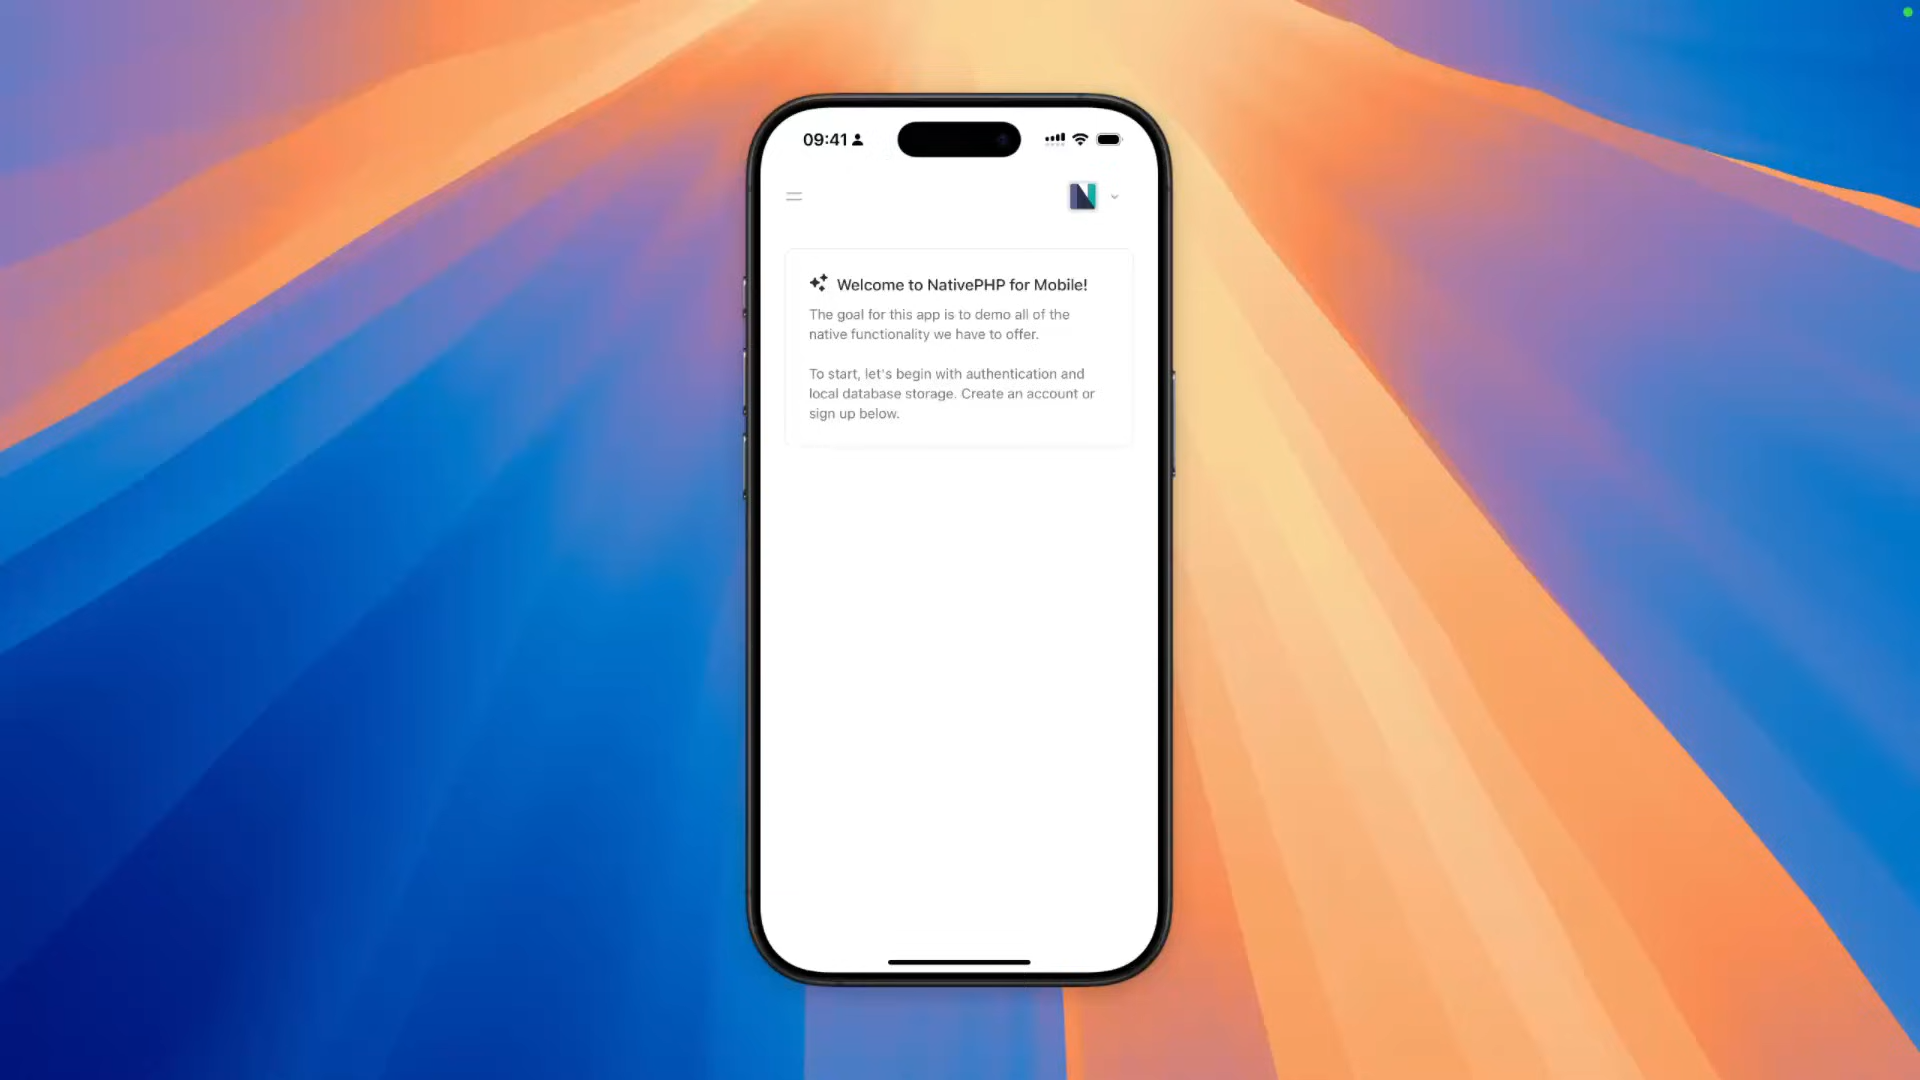 09:41
Welcome to NativePHP for Mobile!
The goal for this app is to demo all of the
native functionality we have to offer.
To start, let's begin with authentication and
local database storage. Create an account or
sign up below.